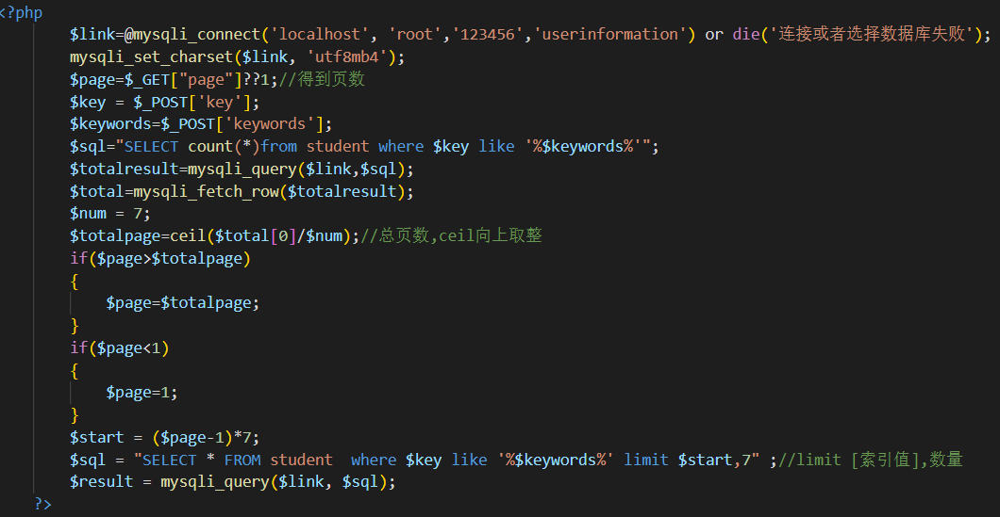 <?php
$link=@mysqli_connect('localhost', 'root','123456','userinformation') or die('连接或者选择数据库失败');
mysqli_set_charset($link, 'utf8mb4');
$page=$_GET["page"]??1;//得到页数
$key = $_POST['key'];
$keywords=$_POST['keywords'];
$sql="SELECT count(*)from student where $key like '%$keywords%'";
$totalresult=mysqli_query($link,$sql);
$total=mysqli_fetch_row($totalresult);
$num = 7;
$totalpage=ceil($total[0]/$num);//总页数,ceil向上取整
if($page>$totalpage)
{
$page=$totalpage;
}
if($page<1)
{
$page=1;
}
$start = ($page-1)*7;
$sql = "SELECT * FROM student  where $key like '%$keywords%' limit $start,7" ;//limit [索引值],数量
$result = mysqli_query($link, $sql);
?>